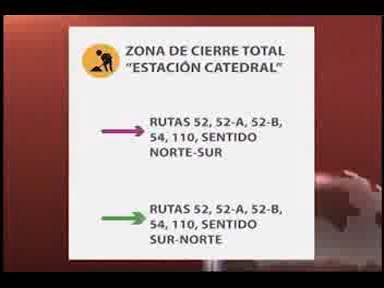 ZONA DE CIERRE TOTAL
“ESTACIÓN CATEDRAL”
RUTAS 52, 52-A, 52-B,
54, 110, SENTIDO
NORTE-SUR
RUTAS 52, 52-A, 52-B,
54, 110, SENTIDO
SUR-NORTE